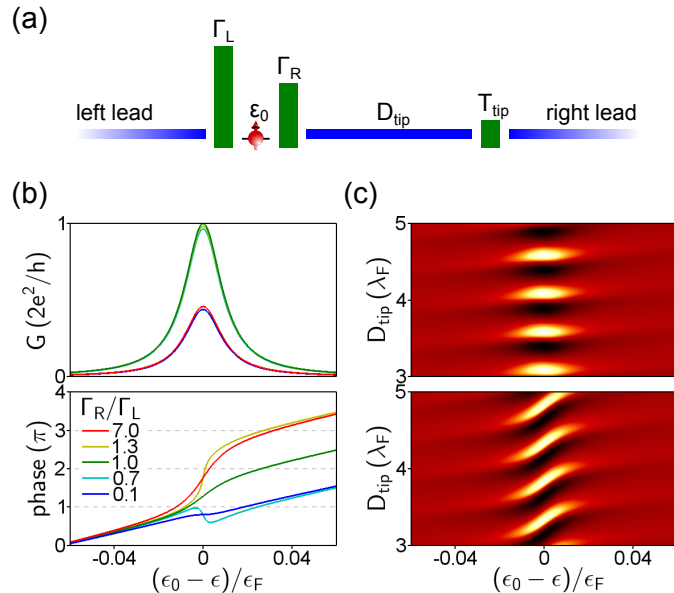 (a)
Γ_L
Γ_R
left lead
ε_0
D_tip
T_tip
right lead
(b)
(c)
1
G (2e²/h)
0
4
phase (π)
3
2
1
0
Γ_R/Γ_L
7.0
1.3
1.0
0.7
0.1
-0.04
0
0.04
(ϵ_0 − ϵ)/ϵ_F
5
D_tip (λ_F)
4
3
5
D_tip (λ_F)
4
3
-0.04
0
0.04
(ϵ_0 − ϵ)/ϵ_F